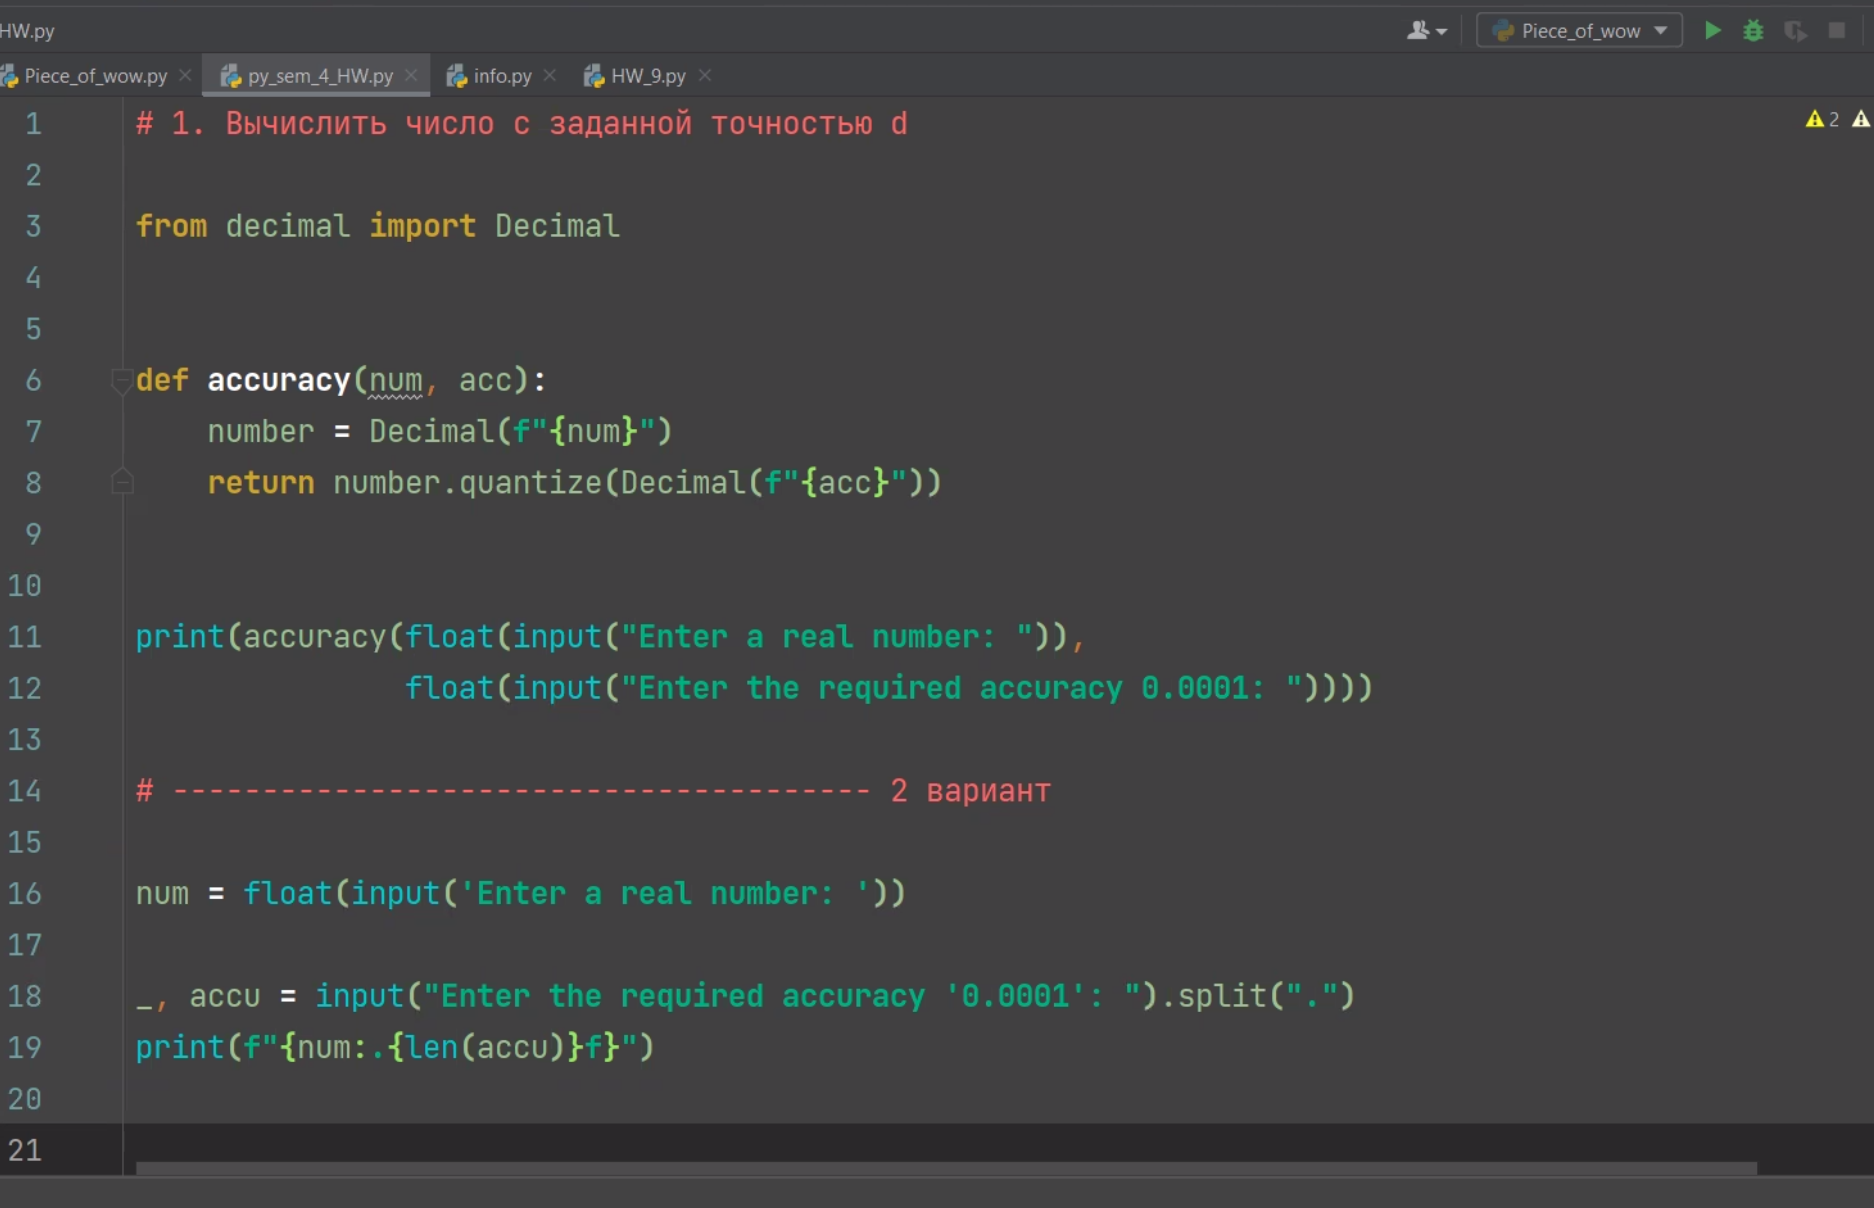 HW.py
Piece_of_wow
Piece_of_wow.py py_sem_4_HW.py info.py HW_9.py
2
1 # 1. Вычислить число с заданной точностью d
2
3 from decimal import Decimal
4
5
6 def accuracy(num, acc):
7     number = Decimal(f"{num}")
8     return number.quantize(Decimal(f"{acc}"))
9
10
11 print(accuracy(float(input("Enter a real number: ")),
12                float(input("Enter the required accuracy 0.0001: "))))
13
14 # --------------------------------------- 2 вариант
15
16 num = float(input('Enter a real number: '))
17
18 _, accu = input("Enter the required accuracy '0.0001': ").split(".")
19 print(f"{num:.{len(accu)}f}")
20
21